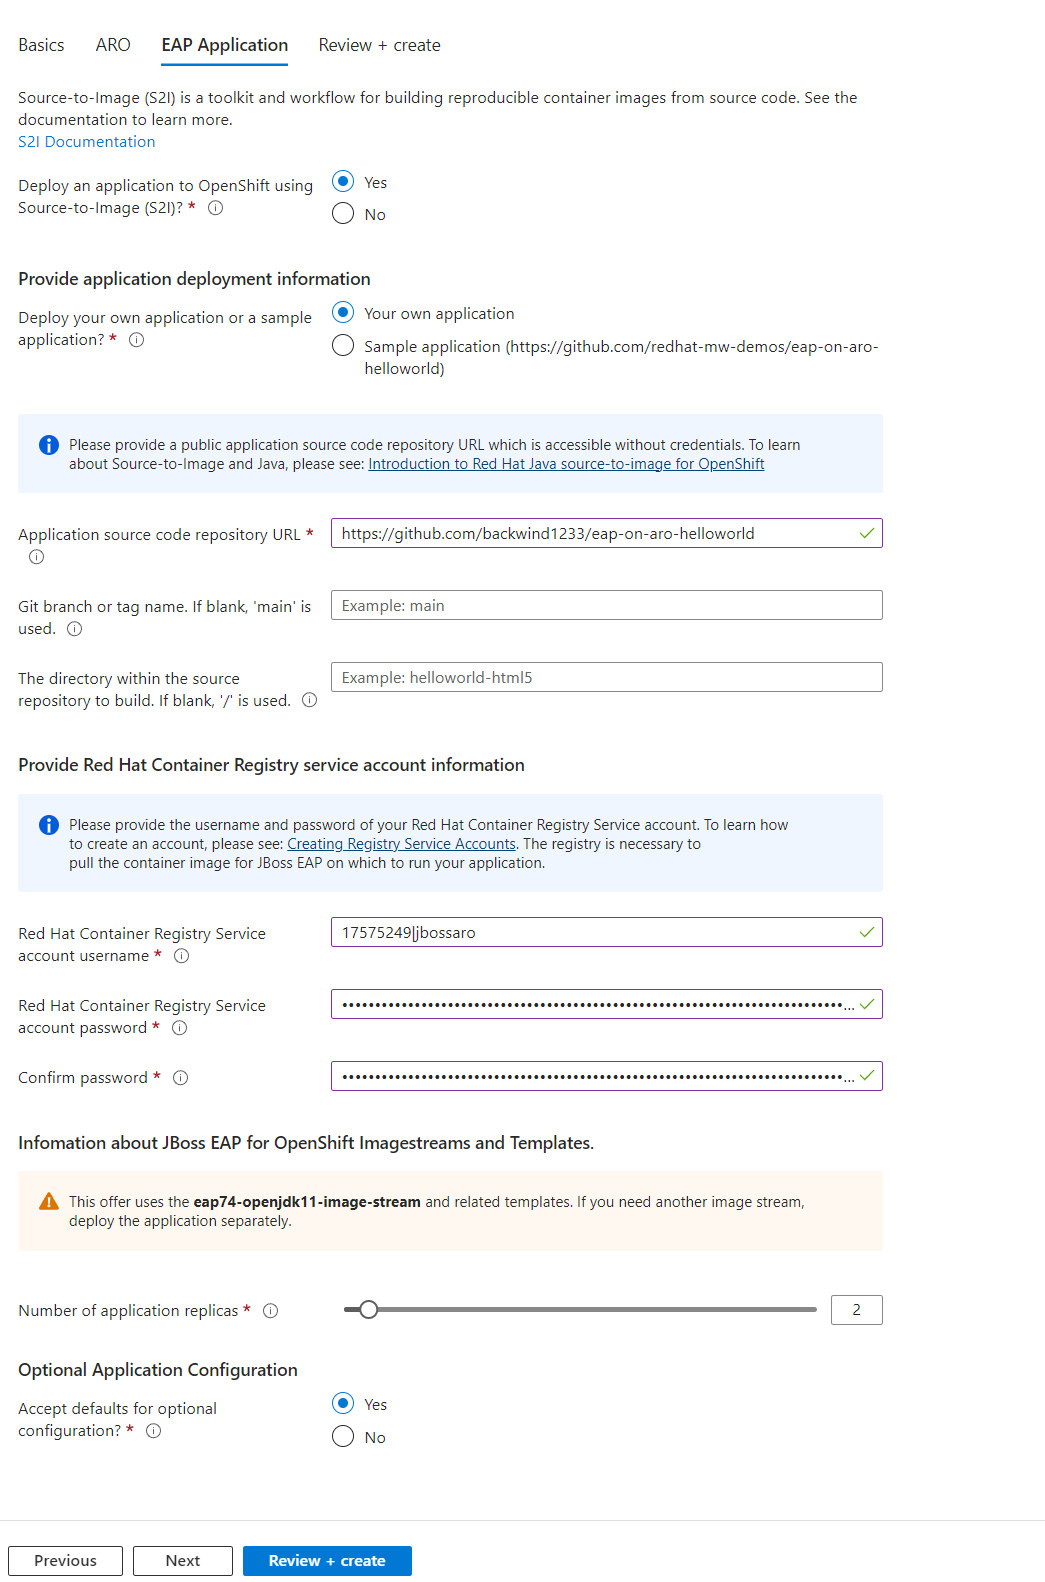 Basics ARO EAP Application Review + create
Source-to-Image (S2I) is a toolkit and workflow for building reproducible container images from source code. See the
documentation to learn more.
S2I Documentation
Deploy an application to OpenShift using
Source-to-Image (S2I)? *
Yes
No
Provide application deployment information
Deploy your own application or a sample
application? *
Your own application
Sample application (https://github.com/redhat-mw-demos/eap-on-aro-
helloworld)
Please provide a public application source code repository URL which is accessible without credentials. To learn
about Source-to-Image and Java, please see: Introduction to Red Hat Java source-to-image for OpenShift
Application source code repository URL *
https://github.com/backwind1233/eap-on-aro-helloworld
Git branch or tag name. If blank, 'main' is
used.
Example: main
The directory within the source
repository to build. If blank, '/' is used.
Example: helloworld-html5
Provide Red Hat Container Registry service account information
Please provide the username and password of your Red Hat Container Registry Service account. To learn how
to create an account, please see: Creating Registry Service Accounts. The registry is necessary to
pull the container image for JBoss EAP on which to run your application.
Red Hat Container Registry Service
account username *
17575249|jbossaro
Red Hat Container Registry Service
account password *
Confirm password *
Infomation about JBoss EAP for OpenShift Imagestreams and Templates.
This offer uses the eap74-openjdk11-image-stream and related templates. If you need another image stream,
deploy the application separately.
Number of application replicas *
2
Optional Application Configuration
Accept defaults for optional
configuration? *
Yes
No
Previous Next Review + create